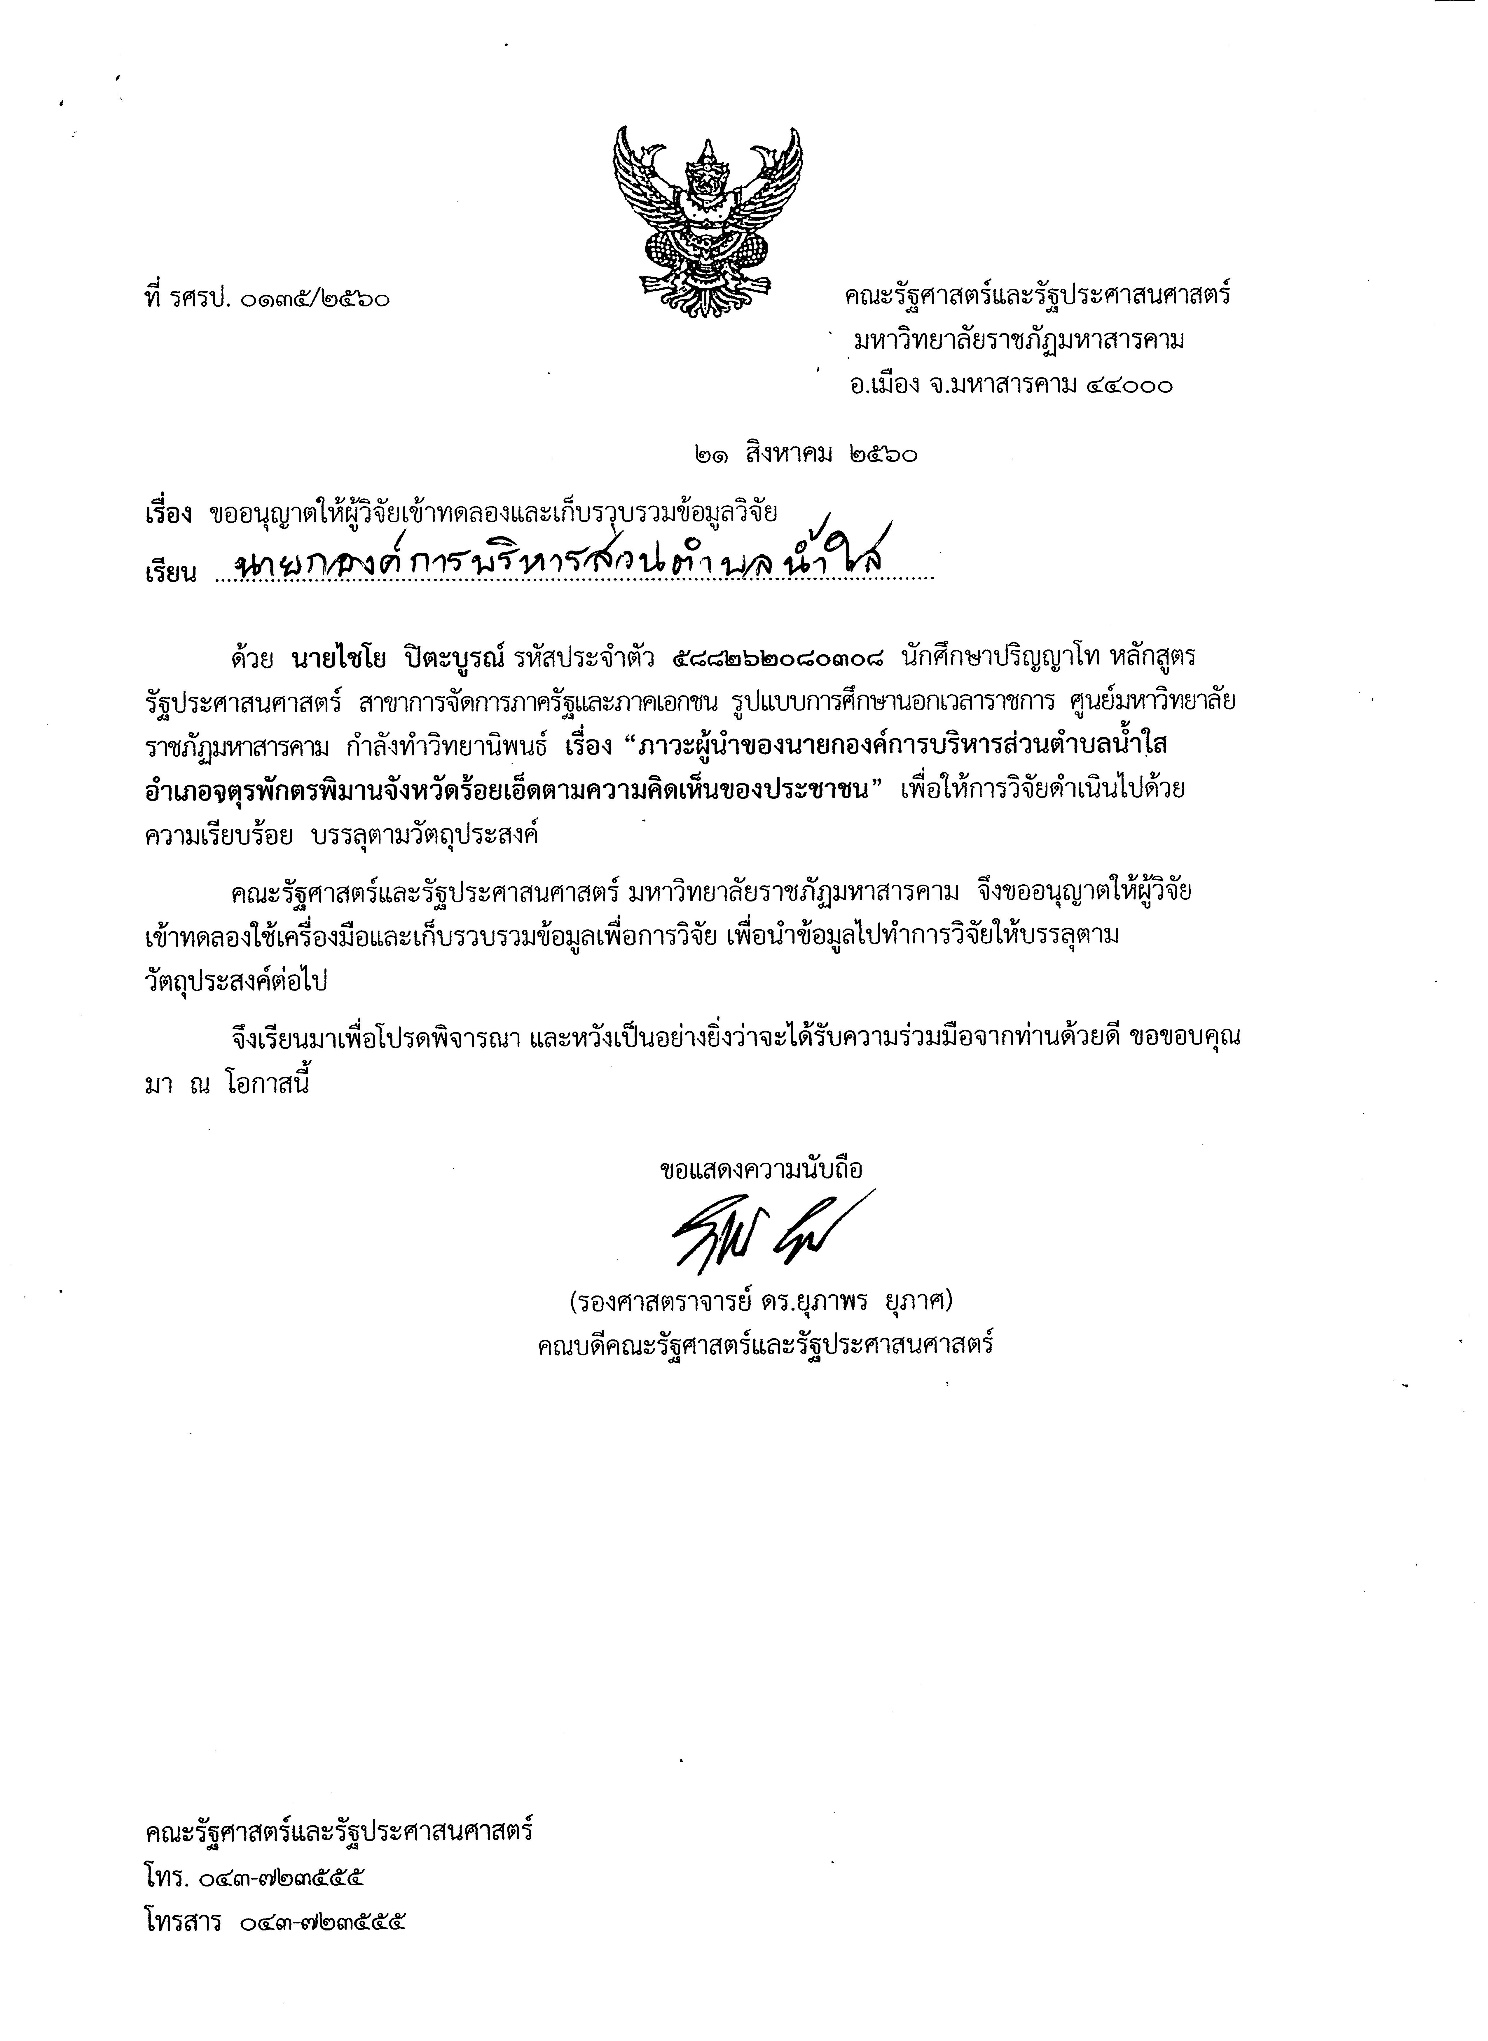 ที่ รศรป. ๐๑๓๕/๒๕๖๐
คณะรัฐศาสตร์และรัฐประศาสนศาสตร์
มหาวิทยาลัยราชภัฏมหาสารคาม
อ.เมือง จ.มหาสารคาม ๔๔๐๐๐
๒๑ สิงหาคม ๒๕๖๐
เรื่อง ขออนุญาตให้ผู้วิจัยเข้าทดลองและเก็บรวบรวมข้อมูลวิจัย
เรียน นายกองค์การบริหารส่วนตำบลน้ำใส
ด้วย นายไชโย ปิตะบูรณ์ รหัสประจำตัว ๕๘๘๒๖๒๐๘๐๓๐๘ นักศึกษาปริญญาโท หลักสูตร
รัฐประศาสนศาสตร์ สาขาการจัดการภาครัฐและภาคเอกชน รูปแบบการศึกษานอกเวลาราชการ ศูนย์มหาวิทยาลัย
ราชภัฏมหาสารคาม กำลังทำวิทยานิพนธ์ เรื่อง “ภาวะผู้นำของนายกองค์การบริหารส่วนตำบลน้ำใส
อำเภอจตุรพักตรพิมานจังหวัดร้อยเอ็ดตามความคิดเห็นของประชาชน” เพื่อให้การวิจัยดำเนินไปด้วย
ความเรียบร้อย บรรลุตามวัตถุประสงค์
คณะรัฐศาสตร์และรัฐประศาสนศาสตร์ มหาวิทยาลัยราชภัฏมหาสารคาม จึงขออนุญาตให้ผู้วิจัย
เข้าทดลองใช้เครื่องมือและเก็บรวบรวมข้อมูลเพื่อการวิจัย เพื่อนำข้อมูลไปทำการวิจัยให้บรรลุตาม
วัตถุประสงค์ต่อไป
จึงเรียนมาเพื่อโปรดพิจารณา และหวังเป็นอย่างยิ่งว่าจะได้รับความร่วมมือจากท่านด้วยดี ขอขอบคุณ
มา ณ โอกาสนี้
ขอแสดงความนับถือ
(รองศาสตราจารย์ ดร.ยุภาพร ยุภาศ)
คณบดีคณะรัฐศาสตร์และรัฐประศาสนศาสตร์
คณะรัฐศาสตร์และรัฐประศาสนศาสตร์
โทร. ๐๔๓-๗๒๓๕๕๕
โทรสาร ๐๔๓-๗๒๓๕๕๕